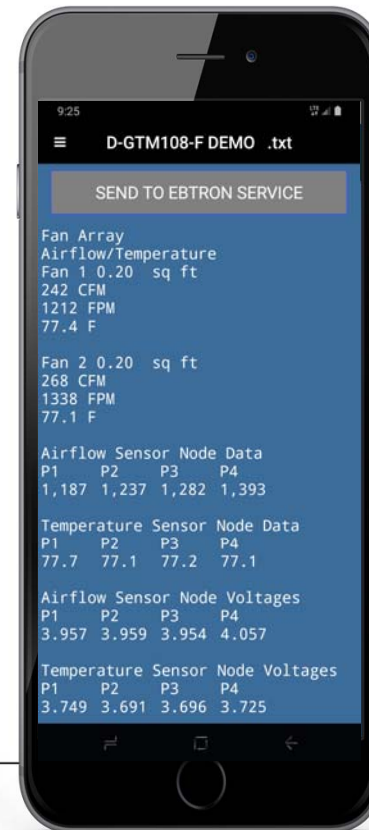 9:25 LTE
D-GTM108-F DEMO .txt
SEND TO EBTRON SERVICE
Fan Array
Airflow/Temperature
Fan 1 0.20 sq ft
242 CFM
1212 FPM
77.4 F
Fan 2 0.20 sq ft
268 CFM
1338 FPM
77.1 F
Airflow Sensor Node Data
P1 P2 P3 P4
1,187 1,237 1,282 1,393
Temperature Sensor Node Data
P1 P2 P3 P4
77.7 77.1 77.2 77.1
Airflow Sensor Node Voltages
P1 P2 P3 P4
3.957 3.959 3.954 4.057
Temperature Sensor Node Voltages
P1 P2 P3 P4
3.749 3.691 3.696 3.725